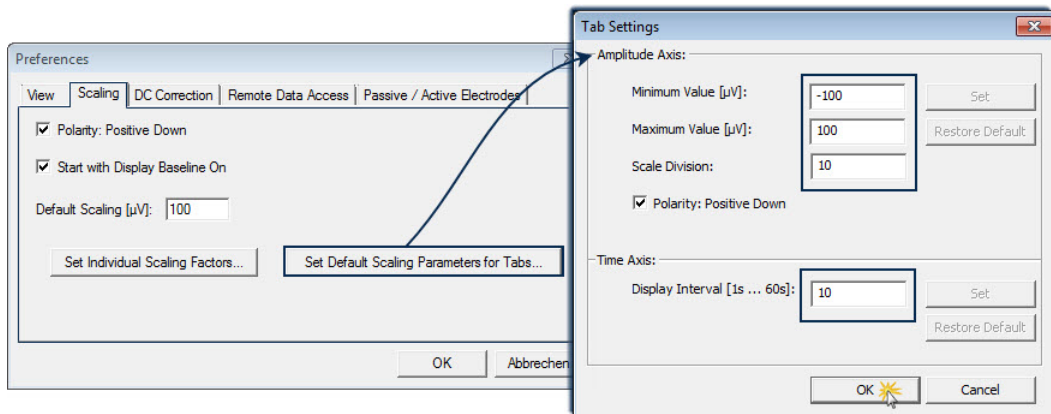 Preferences
View Scaling DC Correction Remote Data Access Passive / Active Electrodes
Polarity: Positive Down
Start with Display Baseline On
Default Scaling [µV]: 100
Set Individual Scaling Factors... Set Default Scaling Parameters for Tabs...
OK Abbrechen
Tab Settings
Amplitude Axis:
Minimum Value [µV]: -100 Set
Maximum Value [µV]: 100 Restore Default
Scale Division: 10
Polarity: Positive Down
Time Axis:
Display Interval [1s ... 60s]: 10 Set
Restore Default
OK Cancel